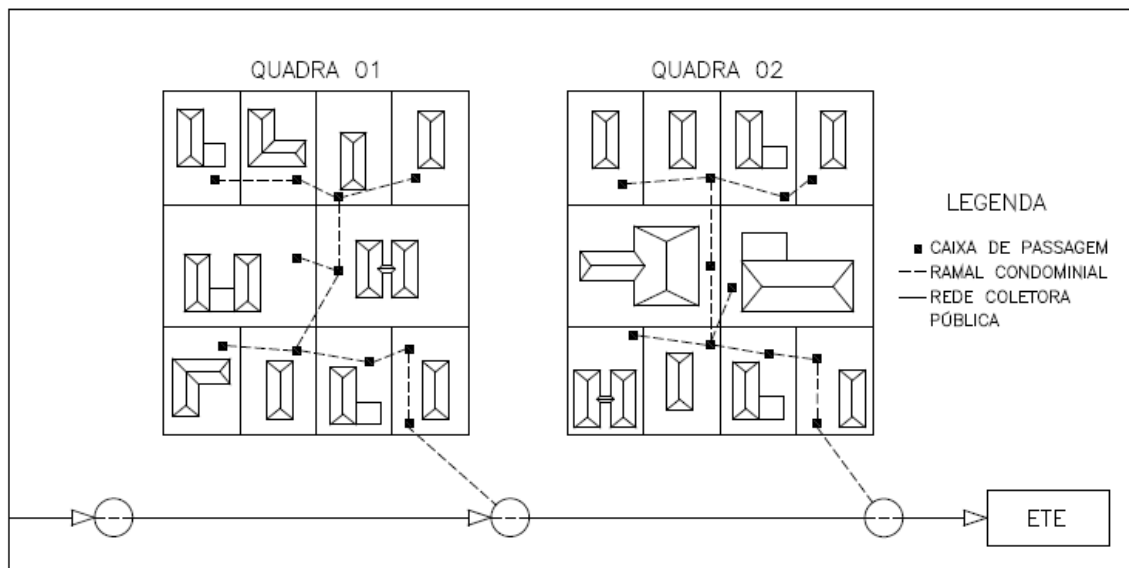 QUADRA 01
QUADRA 02
LEGENDA
CAIXA DE PASSAGEM
RAMAL CONDOMINIAL
REDE COLETORA
PÚBLICA
ETE